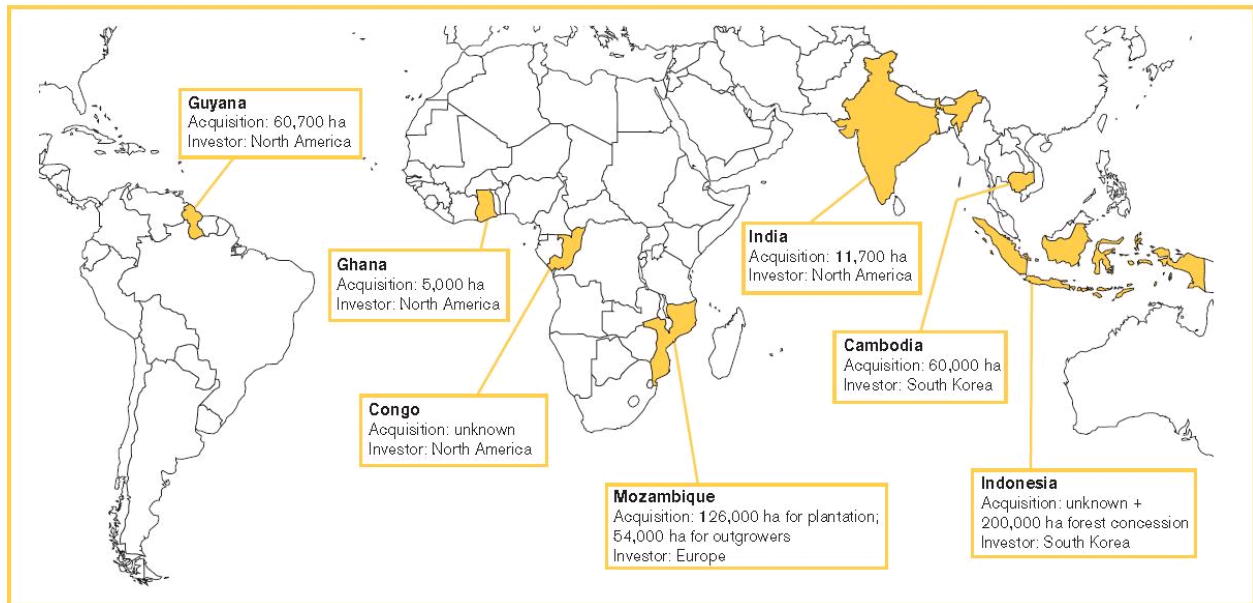 Guyana
Acquisition: 60,700 ha
Investor: North America
Ghana
Acquisition: 5,000 ha
Investor: North America
Congo
Acquisition: unknown
Investor: North America
Mozambique
Acquisition: 126,000 ha for plantation;
54,000 ha for outgrowers
Investor: Europe
India
Acquisition: 11,700 ha
Investor: North America
Cambodia
Acquisition: 60,000 ha
Investor: South Korea
Indonesia
Acquisition: unknown +
200,000 ha forest concession
Investor: South Korea